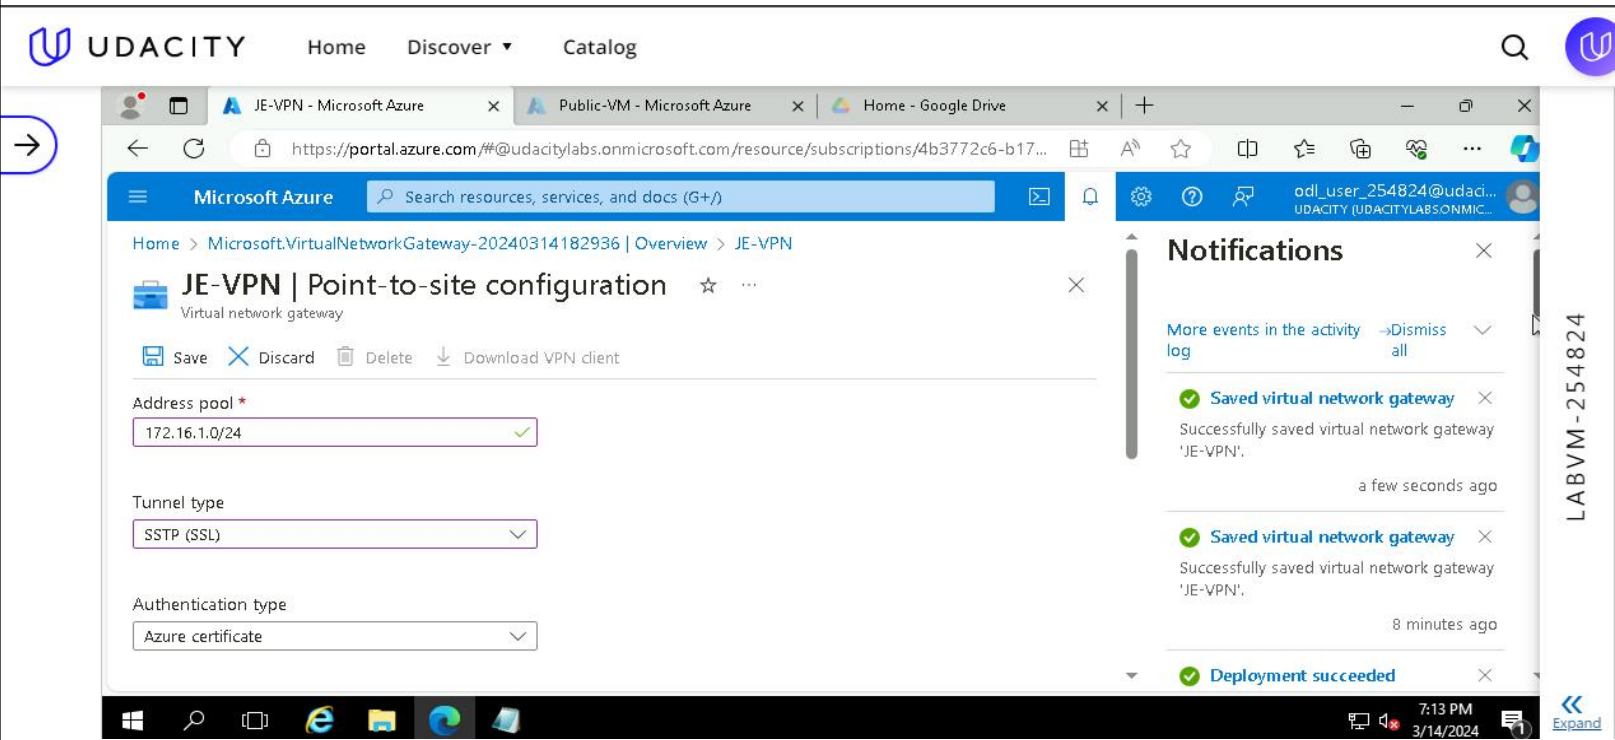 UDACITY
Home Discover ▾ Catalog
JE-VPN - Microsoft Azure
Public-VM - Microsoft Azure
Home - Google Drive
https://portal.azure.com/#@udacitylabs.onmicrosoft.com/resource/subscriptions/4b3772c6-b17...
Microsoft Azure
Search resources, services, and docs (G+/)
odl_user_254824@udaci...
UDACITY (UDACITYLABS.ONMIC...
Home > Microsoft.VirtualNetworkGateway-20240314182936 | Overview > JE-VPN
JE-VPN | Point-to-site configuration
Virtual network gateway
Save Discard Delete Download VPN client
Address pool *
172.16.1.0/24
Tunnel type
SSTP (SSL)
Authentication type
Azure certificate
Notifications
More events in the activity
log
→Dismiss
all
Saved virtual network gateway
Successfully saved virtual network gateway
'JE-VPN'.
a few seconds ago
Saved virtual network gateway
Successfully saved virtual network gateway
'JE-VPN'.
8 minutes ago
Deployment succeeded
LABVM-254824
Expand
7:13 PM
3/14/2024
1